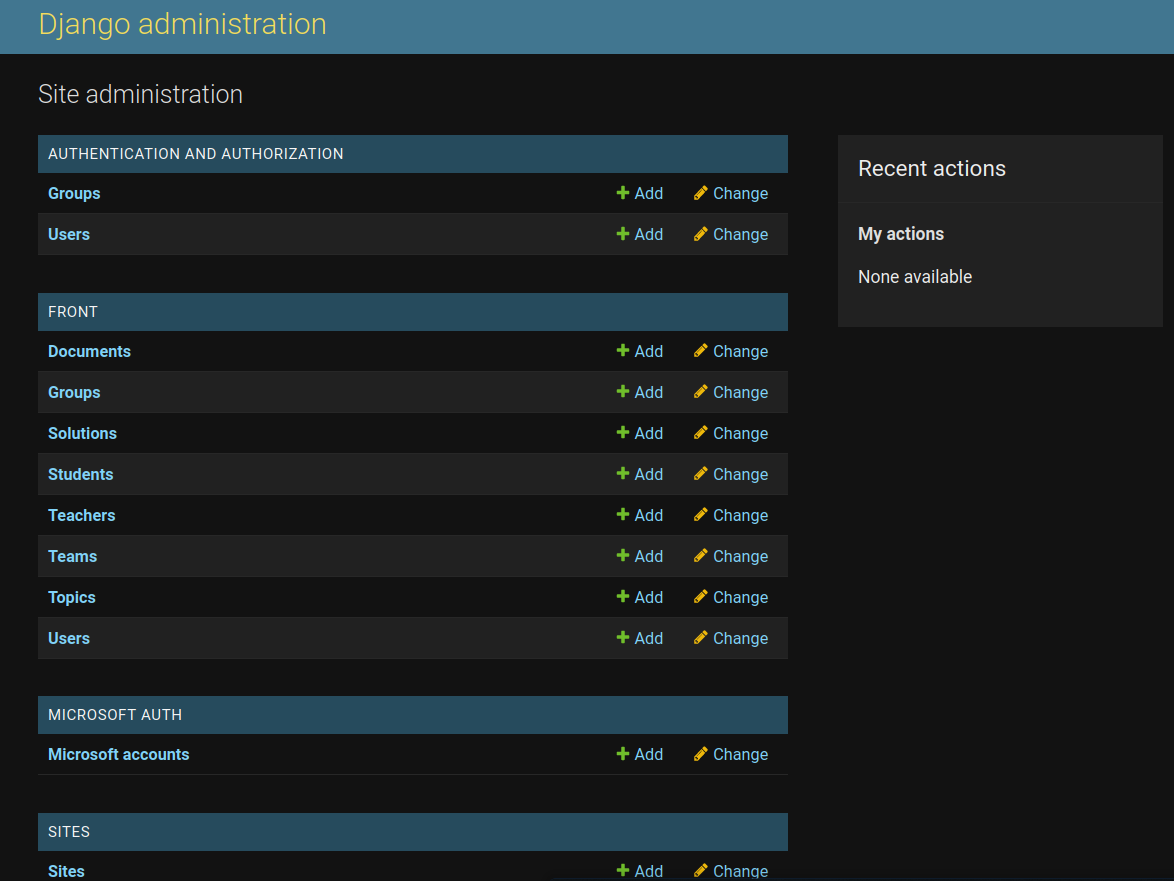 Django administration
Site administration
AUTHENTICATION AND AUTHORIZATION
Groups Add Change
Users Add Change
FRONT
Documents Add Change
Groups Add Change
Solutions Add Change
Students Add Change
Teachers Add Change
Teams Add Change
Topics Add Change
Users Add Change
MICROSOFT AUTH
Microsoft accounts Add Change
SITES
Sites Add Change
Recent actions
My actions
None available